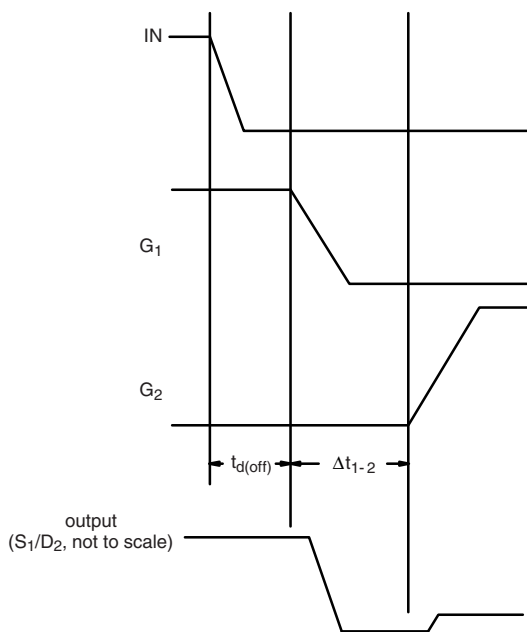 IN
G1
G2
td(off)
Δt1-2
output
(S1/D2, not to scale)